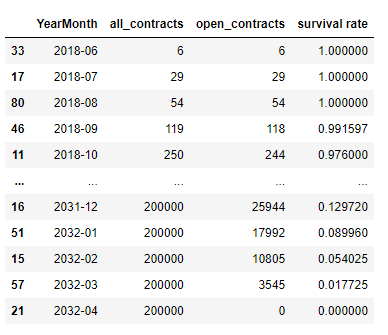 YearMonth all_contracts open_contracts survival rate
33 2018-06 6 6 1.000000
17 2018-07 29 29 1.000000
80 2018-08 54 54 1.000000
46 2018-09 119 118 0.991597
11 2018-10 250 244 0.976000
... ... ... ... ...
16 2031-12 200000 25944 0.129720
51 2032-01 200000 17992 0.089960
15 2032-02 200000 10805 0.054025
57 2032-03 200000 3545 0.017725
21 2032-04 200000 0 0.000000